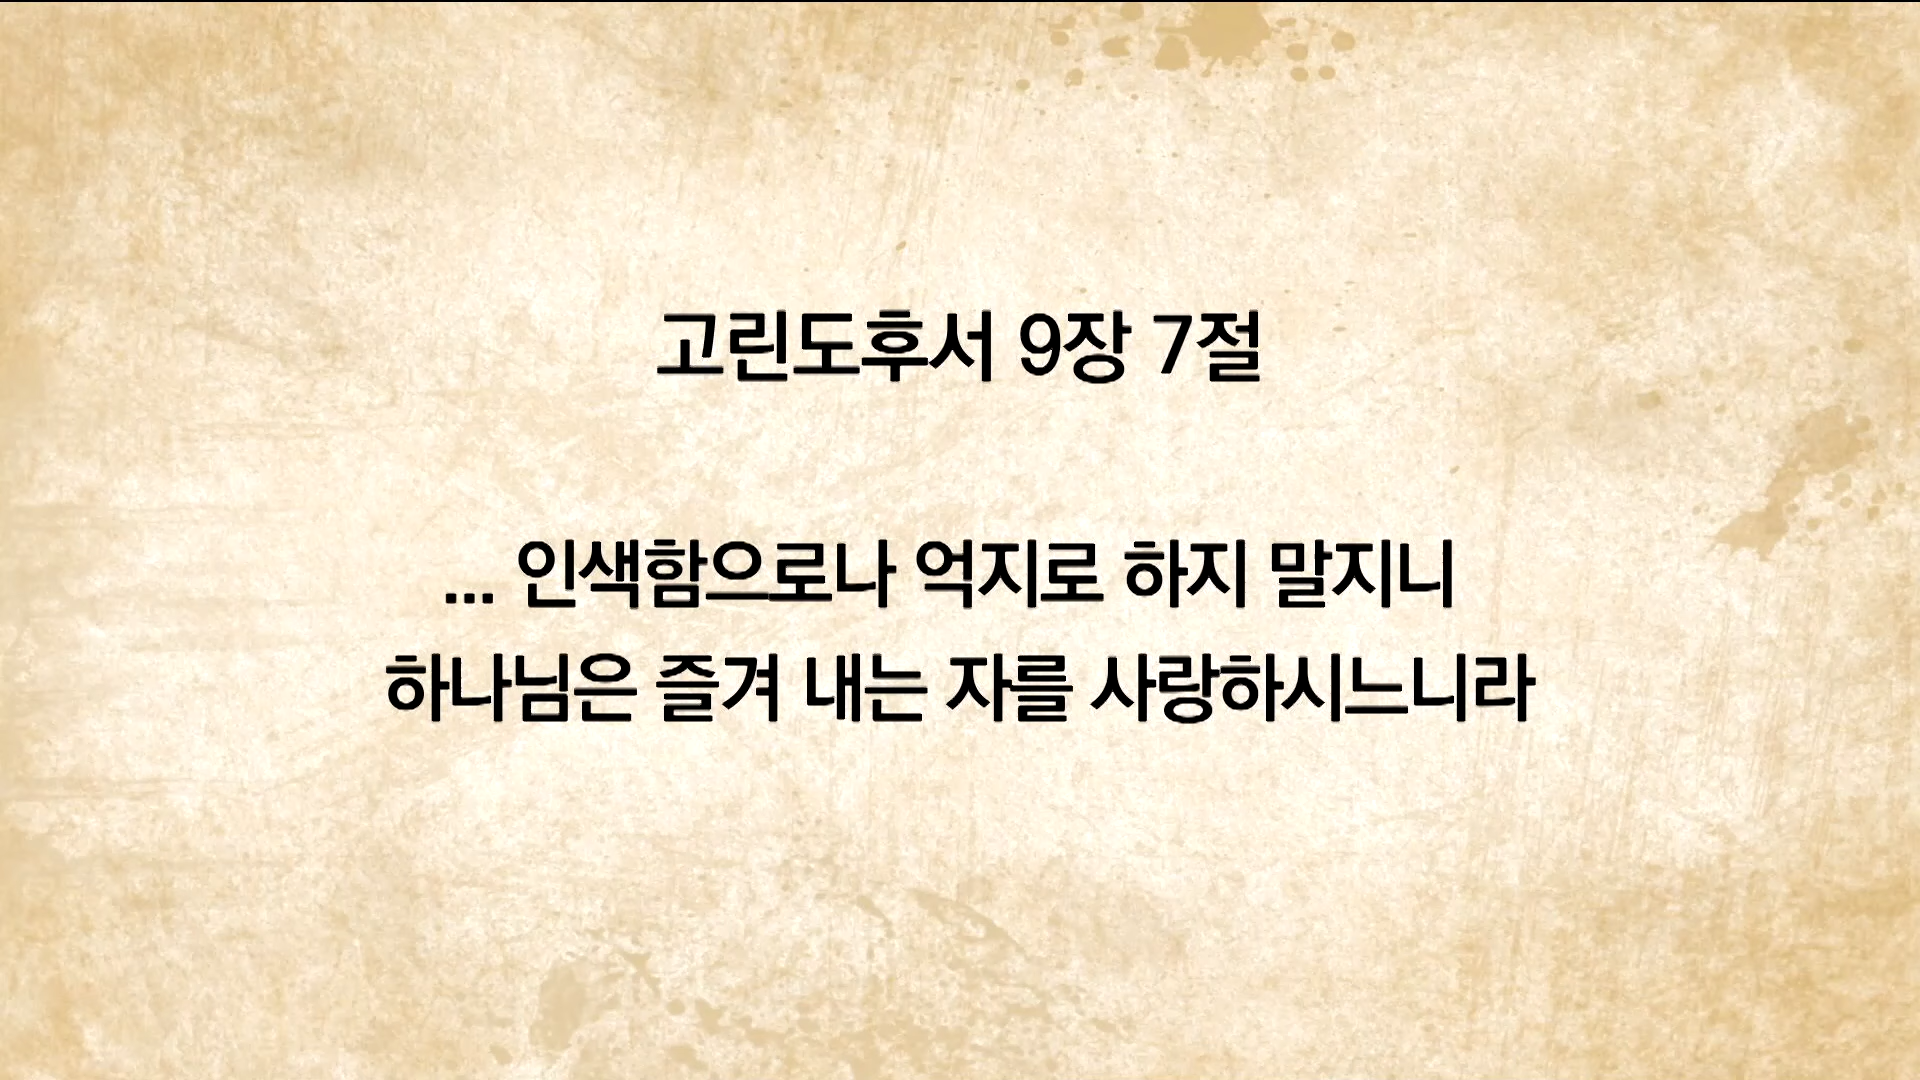 고린도후서 9장 7절
... 인색함으로나 억지로 하지 말지니
하나님은 즐겨 내는 자를 사랑하시느니라